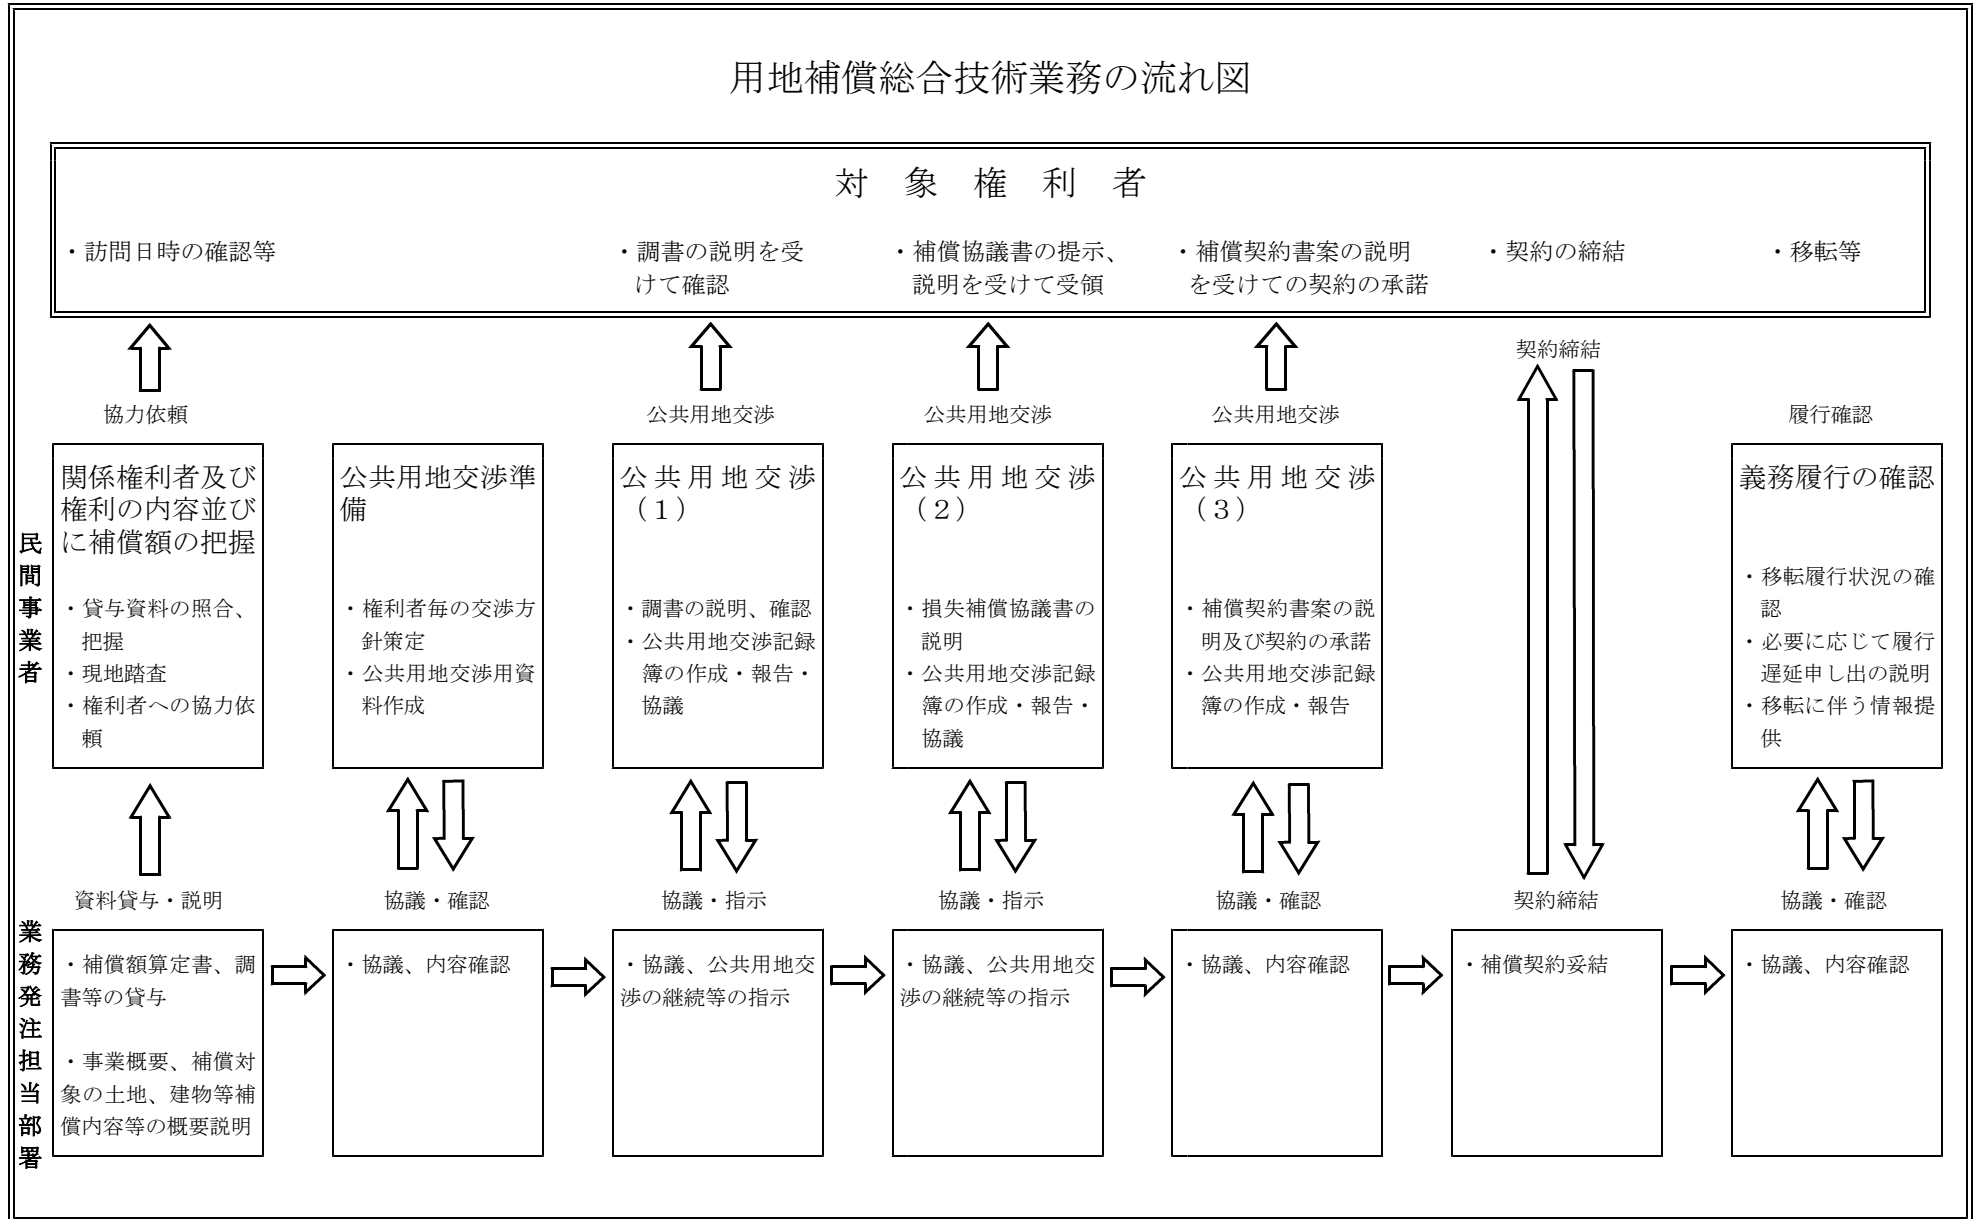 用地補償総合技術業務の流れ図
対象権利者
・訪問日時の確認等
・調書の説明を受
けて確認
・補償協議書の提示、
説明を受けて受領
・補償契約書案の説明
を受けての契約の承諾
・契約の締結
・移転等
協力依頼
公共用地交渉
公共用地交渉
公共用地交渉
契約締結
履行確認
民間事業者
関係権利者及び
権利の内容並び
に補償額の把握
・貸与資料の照合、
把握
・現地踏査
・権利者への協力依
頼
公共用地交渉準
備
・権利者毎の交渉方
針策定
・公共用地交渉用資
料作成
公共用地交渉
（１）
・調書の説明、確認
・公共用地交渉記録
簿の作成・報告・
協議
公共用地交渉
（２）
・損失補償協議書の
説明
・公共用地交渉記録
簿の作成・報告・
協議
公共用地交渉
（３）
・補償契約書案の説
明及び契約の承諾
・公共用地交渉記録
簿の作成・報告
義務履行の確認
・移転履行状況の確
認
・必要に応じて履行
遅延申し出の説明
・移転に伴う情報提
供
資料貸与・説明
協議・確認
協議・指示
協議・指示
協議・確認
契約締結
協議・確認
業務発注担当部署
・補償額算定書、調
書等の貸与
・事業概要、補償対
象の土地、建物等補
償内容等の概要説明
・協議、内容確認
・協議、公共用地交
渉の継続等の指示
・協議、公共用地交
渉の継続等の指示
・協議、内容確認
・補償契約妥結
・協議、内容確認